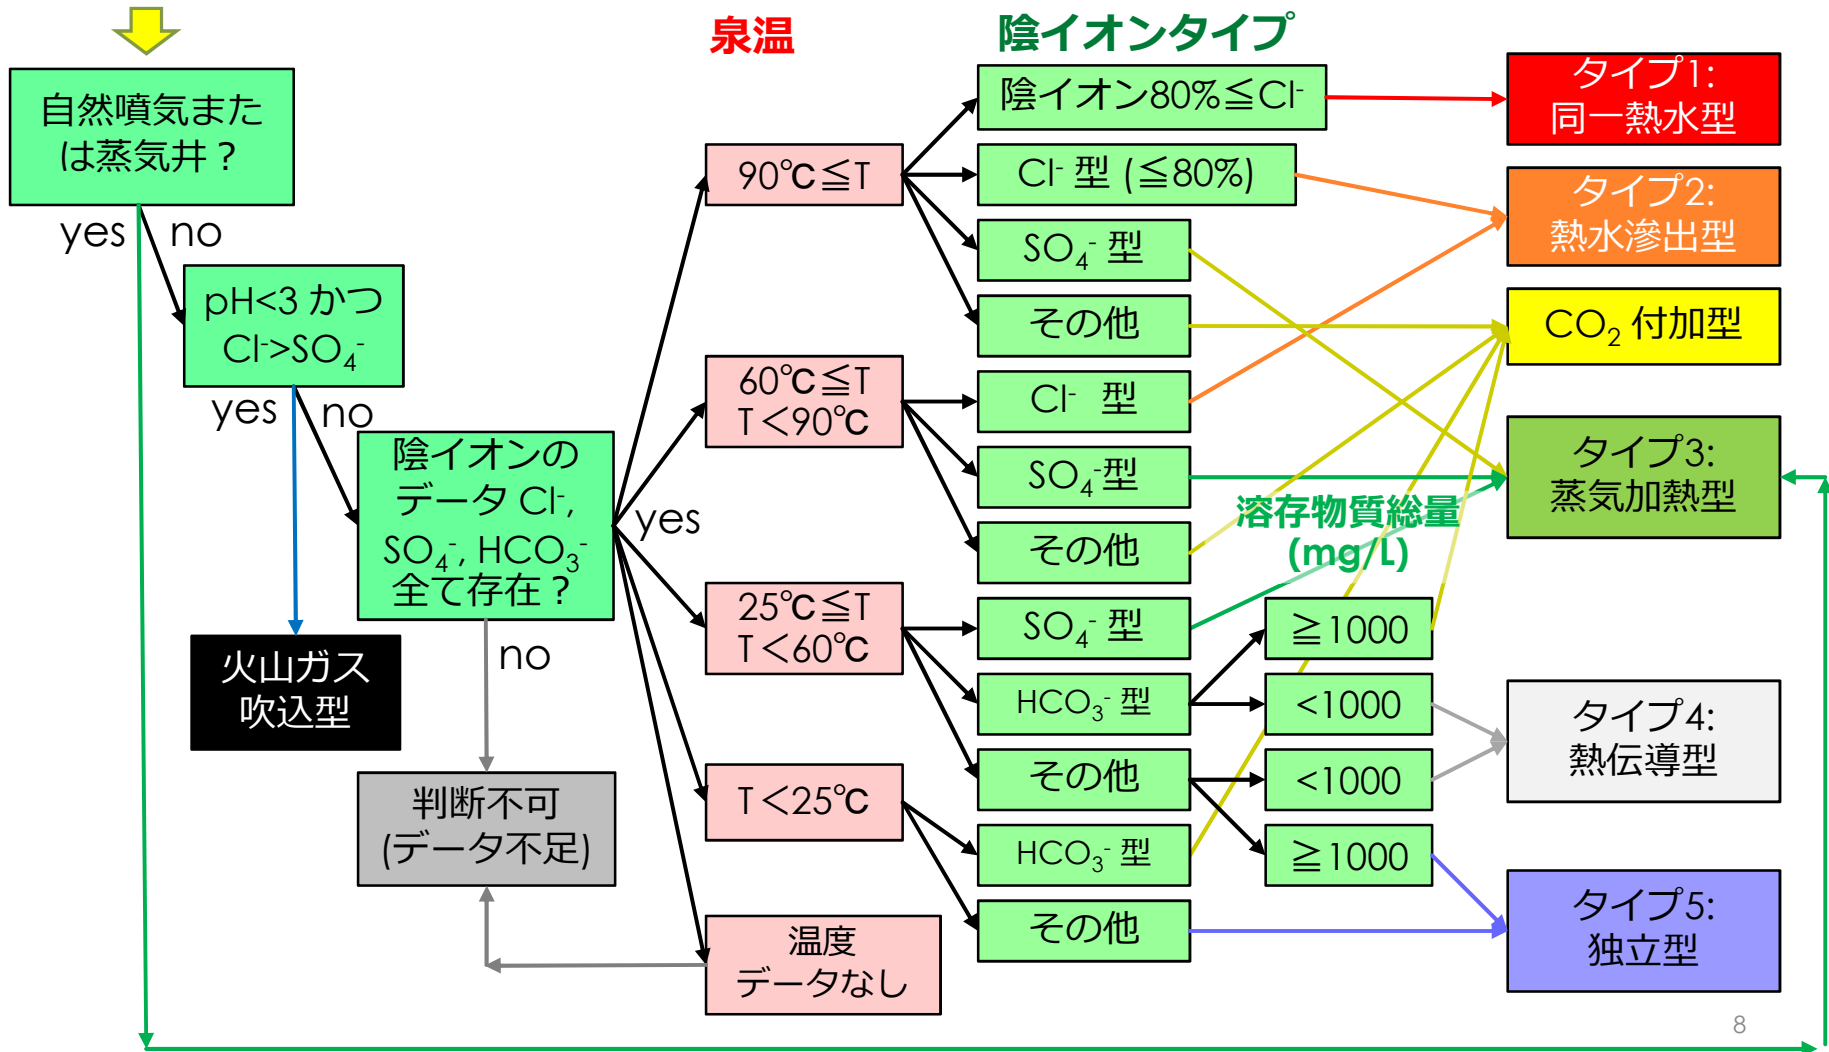 泉温
陰イオンタイプ
自然噴気また
は蒸気井？
yes
no
pH<3 かつ
Cl⁻>SO₄⁻
yes
no
陰イオンの
データ Cl⁻,
SO₄⁻, HCO₃⁻
全て存在？
yes
no
火山ガス
吹込型
判断不可
(データ不足)
90℃≦T
60℃≦T
T＜90℃
25℃≦T
T＜60℃
T＜25℃
温度
データなし
陰イオン80%≦Cl⁻
Cl⁻ 型 (≦80%)
SO₄⁻ 型
その他
Cl⁻ 型
SO₄⁻型
その他
SO₄⁻ 型
HCO₃⁻ 型
その他
HCO₃⁻ 型
その他
溶存物質総量
(mg/L)
≧1000
<1000
<1000
≧1000
タイプ1:
同一熱水型
タイプ2:
熱水滲出型
CO₂ 付加型
タイプ3:
蒸気加熱型
タイプ4:
熱伝導型
タイプ5:
独立型
8